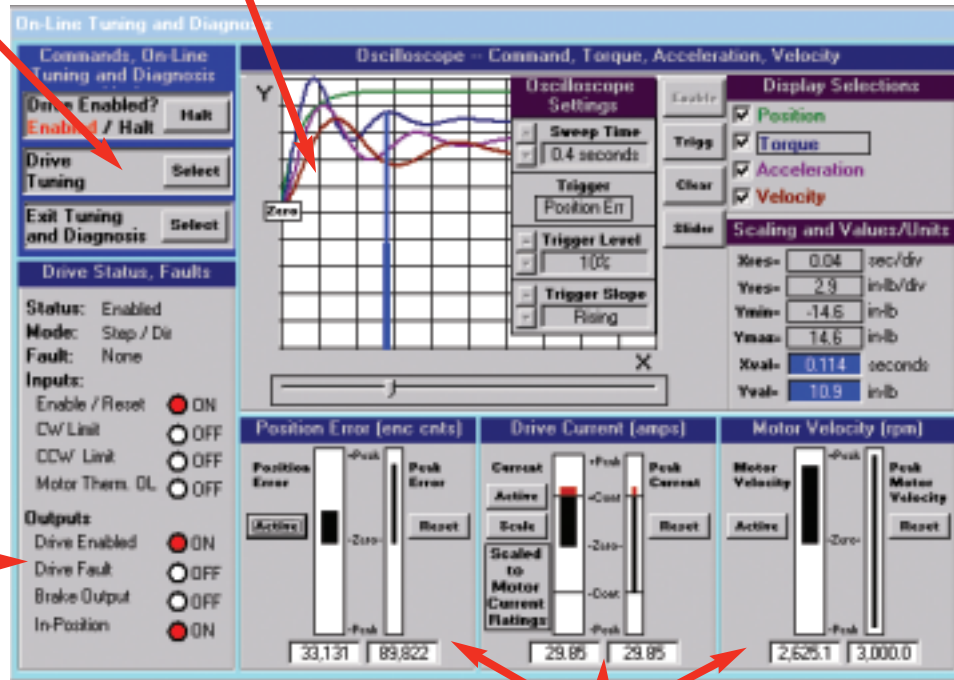 On-Line Tuning and Diagnosis
Commands, On-Line
Tuning and Diagnosis
Drive Enabled?
Enabled / Halt
Halt
Drive
Tuning
Select
Exit Tuning
and Diagnosis
Select
Drive Status, Faults
Status: Enabled
Mode: Step / Dir
Fault: None
Inputs:
Enable / Reset ON
CW Limit OFF
CCW Limit OFF
Motor Therm. OL OFF
Outputs
Drive Enabled ON
Drive Fault OFF
Brake Output OFF
In-Position ON
Oscilloscope -- Command, Torque, Acceleration, Velocity
Y
Zero
X
Oscilloscope
Settings
Sweep Time
0.4 seconds
Trigger
Position Err
Trigger Level
10%
Trigger Slope
Rising
Enable
Trigg
Clear
Slider
Display Selections
Position
Torque
Acceleration
Velocity
Scaling and Values/Units
Xres= 0.04 sec/div
Yres= 2.9 in-lb/div
Ymin= -14.6 in-lb
Ymax= 14.6 in-lb
Xval= 0.114 seconds
Yval= 10.9 in-lb
Position Error (enc cnts)
Position
Error
Active
+Peak
-Zero-
-Peak
Peak
Error
Reset
33,131 89,822
Drive Current (amps)
Current
Active
Scale
Scaled
to
Motor
Current
Ratings
+Peak
+Cont
-Zero-
-Cont
-Peak
Peak
Current
Reset
29.85 29.85
Motor Velocity (rpm)
Motor
Velocity
Active
+Peak
-Zero-
-Peak
Peak
Motor
Velocity
Reset
2,625.1 3,000.0